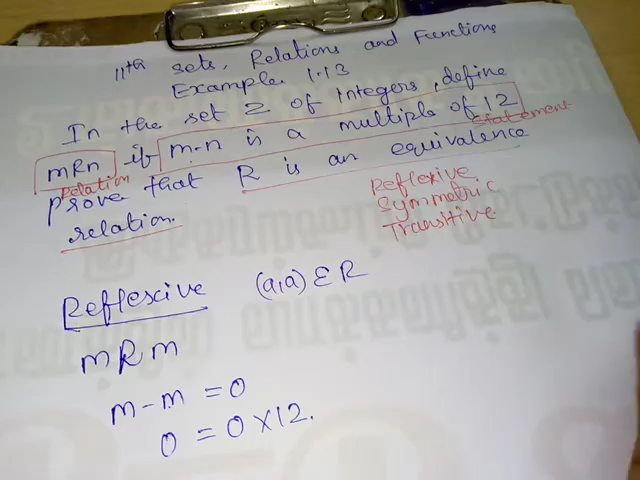 11th sets, Relations and Functions
Example 1.13
In the set Z of Integers, define
mRn if m-n is a multiple of 12
Relation
Statement
prove that R is an equivalence
relation.
Reflexive
Symmetric
Transitive
Reflexive (a,a) ∈ R
mRm
m - m = 0
0 = 0 × 12.